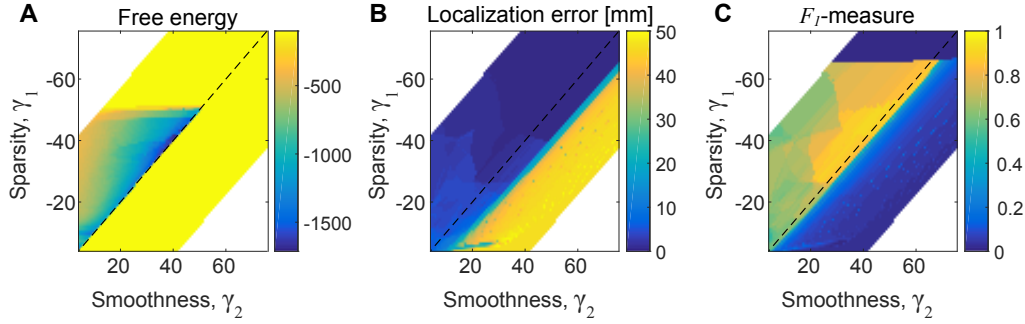 A
Free energy
Sparsity, γ1
-60
-40
-20
20
40
60
Smoothness, γ2
-500
-1000
-1500
B
Localization error [mm]
Sparsity, γ1
-60
-40
-20
20
40
60
Smoothness, γ2
50
40
30
20
10
0
C
F1-measure
Sparsity, γ1
-60
-40
-20
20
40
60
Smoothness, γ2
1
0.8
0.6
0.4
0.2
0